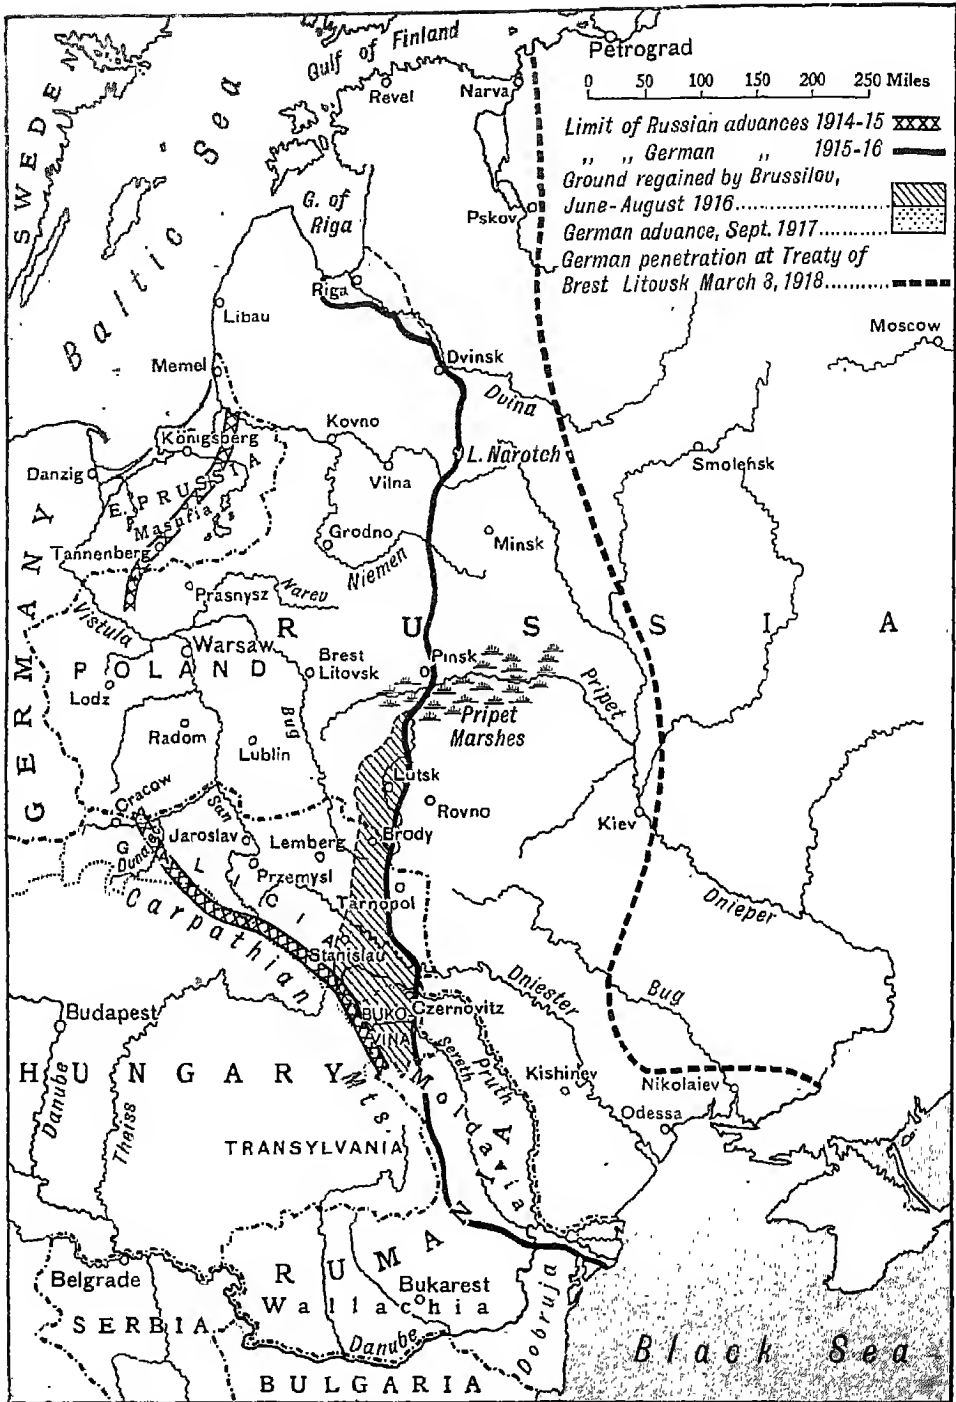 Petrograd
0 50 100 150 200 250 Miles
Limit of Russian advances 1914-15
„ „ German „ 1915-16
Ground regained by Brussilov,
June-August 1916
German advance, Sept. 1917
German penetration at Treaty of
Brest Litovsk March 3, 1918
SWEDEN
Baltic Sea
Gulf of Finland
Revel
Narva
Pskov
G. of
Riga
Riga
Libau
Memel
Dvinsk
Dvina
Moscow
Kovno
Königsberg
Danzig
Vilna
L. Narotch
Smolensk
E. PRUSSIA
Masuria
Tannenberg
Grodno
Niemen
Minsk
Prasnysz
Narev
Vistula
GERMANY
RUSSIA
Warsaw
POLAND
Lodz
Brest
Litovsk
Pinsk
Pripet
Pripet
Marshes
Radom
Lublin
Bug
Lutsk
Rovno
Kiev
Cracow
San
Jaroslav
Lemberg
Brody
Dunajec
GALICIA
Przemysl
Tarnopol
Dnieper
Carpathian
Mts.
Stanislau
Dniester
Bug
Czernovitz
BUKO-
VINA
Sereth
Pruth
Budapest
HUNGARY
Danube
Theiss
Moldavia
Kishinev
Nikolaiev
Odessa
TRANSYLVANIA
RUMANIA
Belgrade
Bukarest
Wallachia
SERBIA
Danube
Dobruja
BULGARIA
Black Sea